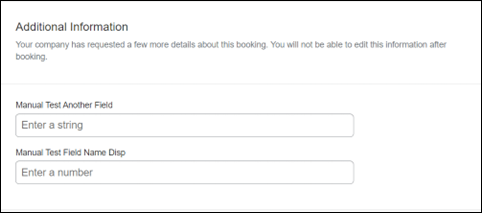 Additional Information
Your company has requested a few more details about this booking. You will not be able to edit this information after
booking.
Manual Test Another Field
Enter a string
Manual Test Field Name Disp
Enter a number